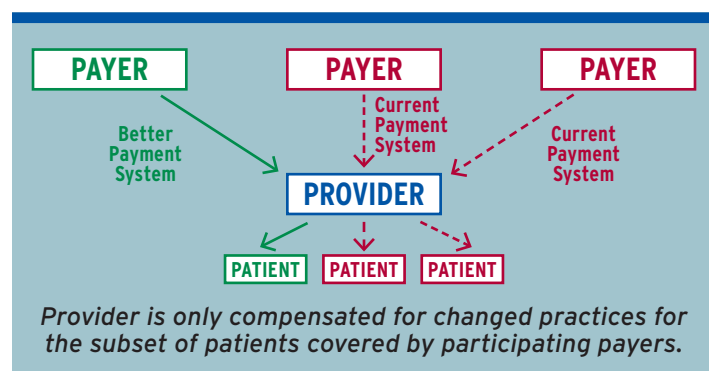 PAYER
PAYER
PAYER
Better
Payment
System
Current
Payment
System
Current
Payment
System
PROVIDER
PATIENT
PATIENT
PATIENT
Provider is only compensated for changed practices for
the subset of patients covered by participating payers.